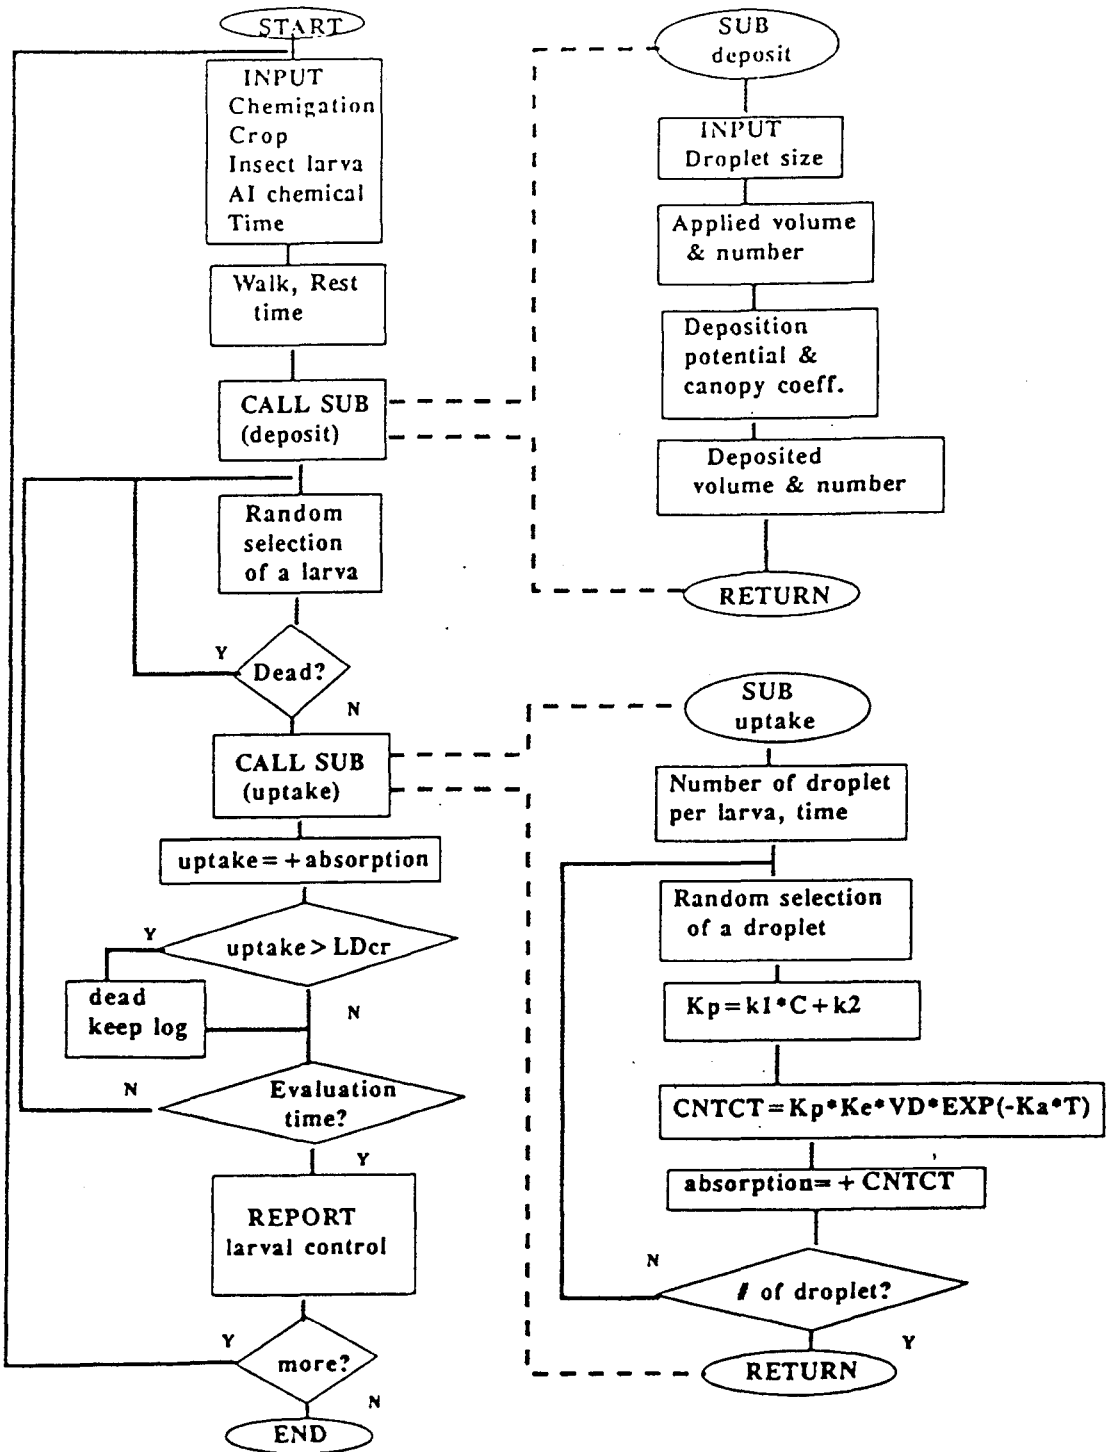 START
INPUT
Chemigation
Crop
Insect larva
AI chemical
Time
Walk, Rest
time
CALL SUB
(deposit)
Random
selection
of a larva
Y
Dead?
N
CALL SUB
(uptake)
uptake=+absorption
Y
uptake>LDcr
dead
keep log
N
N
Evaluation
time?
Y
REPORT
larval control
Y
more?
N
END
SUB
deposit
INPUT
Droplet size
Applied volume
& number
Deposition
potential &
canopy coeff.
Deposited
volume & number
RETURN
SUB
uptake
Number of droplet
per larva, time
Random selection
of a droplet
Kp=k1*C+k2
CNTCT=Kp*Ke*VD*EXP(-Ka*T)
absorption=+CNTCT
N
# of droplet?
Y
RETURN